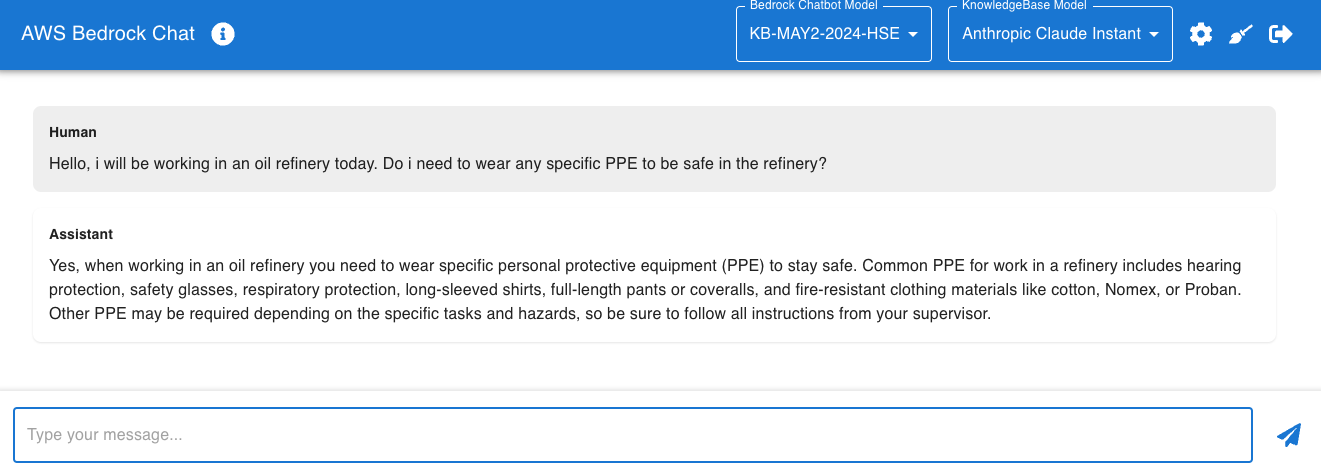 Bedrock Chatbot Model
KnowledgeBase Model
AWS Bedrock Chat
KB-MAY2-2024-HSE
Anthropic Claude Instant
Human
Hello, i will be working in an oil refinery today. Do i need to wear any specific PPE to be safe in the refinery?
Assistant
Yes, when working in an oil refinery you need to wear specific personal protective equipment (PPE) to stay safe. Common PPE for work in a refinery includes hearing
protection, safety glasses, respiratory protection, long-sleeved shirts, full-length pants or coveralls, and fire-resistant clothing materials like cotton, Nomex, or Proban.
Other PPE may be required depending on the specific tasks and hazards, so be sure to follow all instructions from your supervisor.
Type your message...